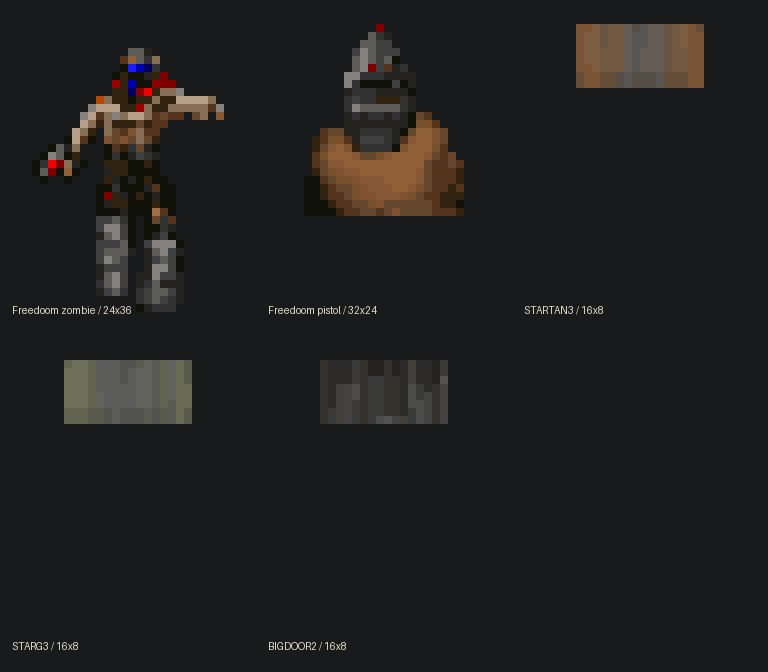 Freedoom zombie / 24x36
Freedoom pistol / 32x24
STARTAN3 / 16x8
STARG3 / 16x8
BIGDOOR2 / 16x8